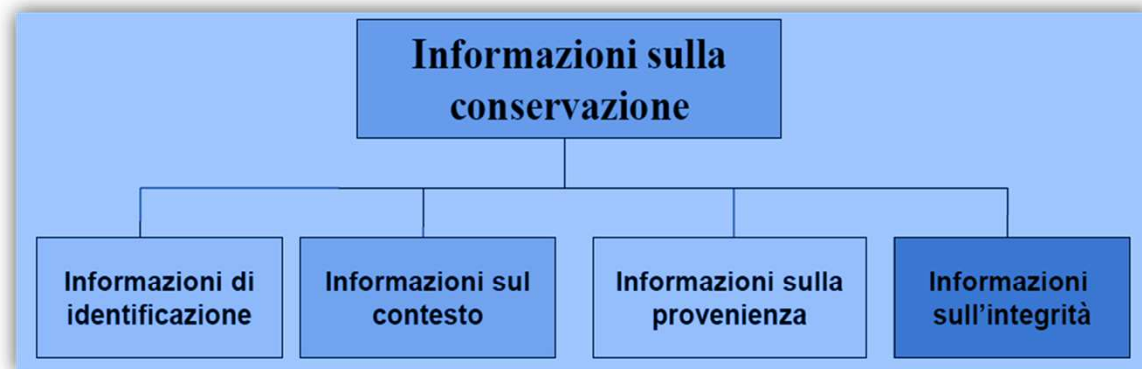 Informazioni sulla
conservazione
Informazioni di
identificazione
Informazioni sul
contesto
Informazioni sulla
provenienza
Informazioni
sull'integrità